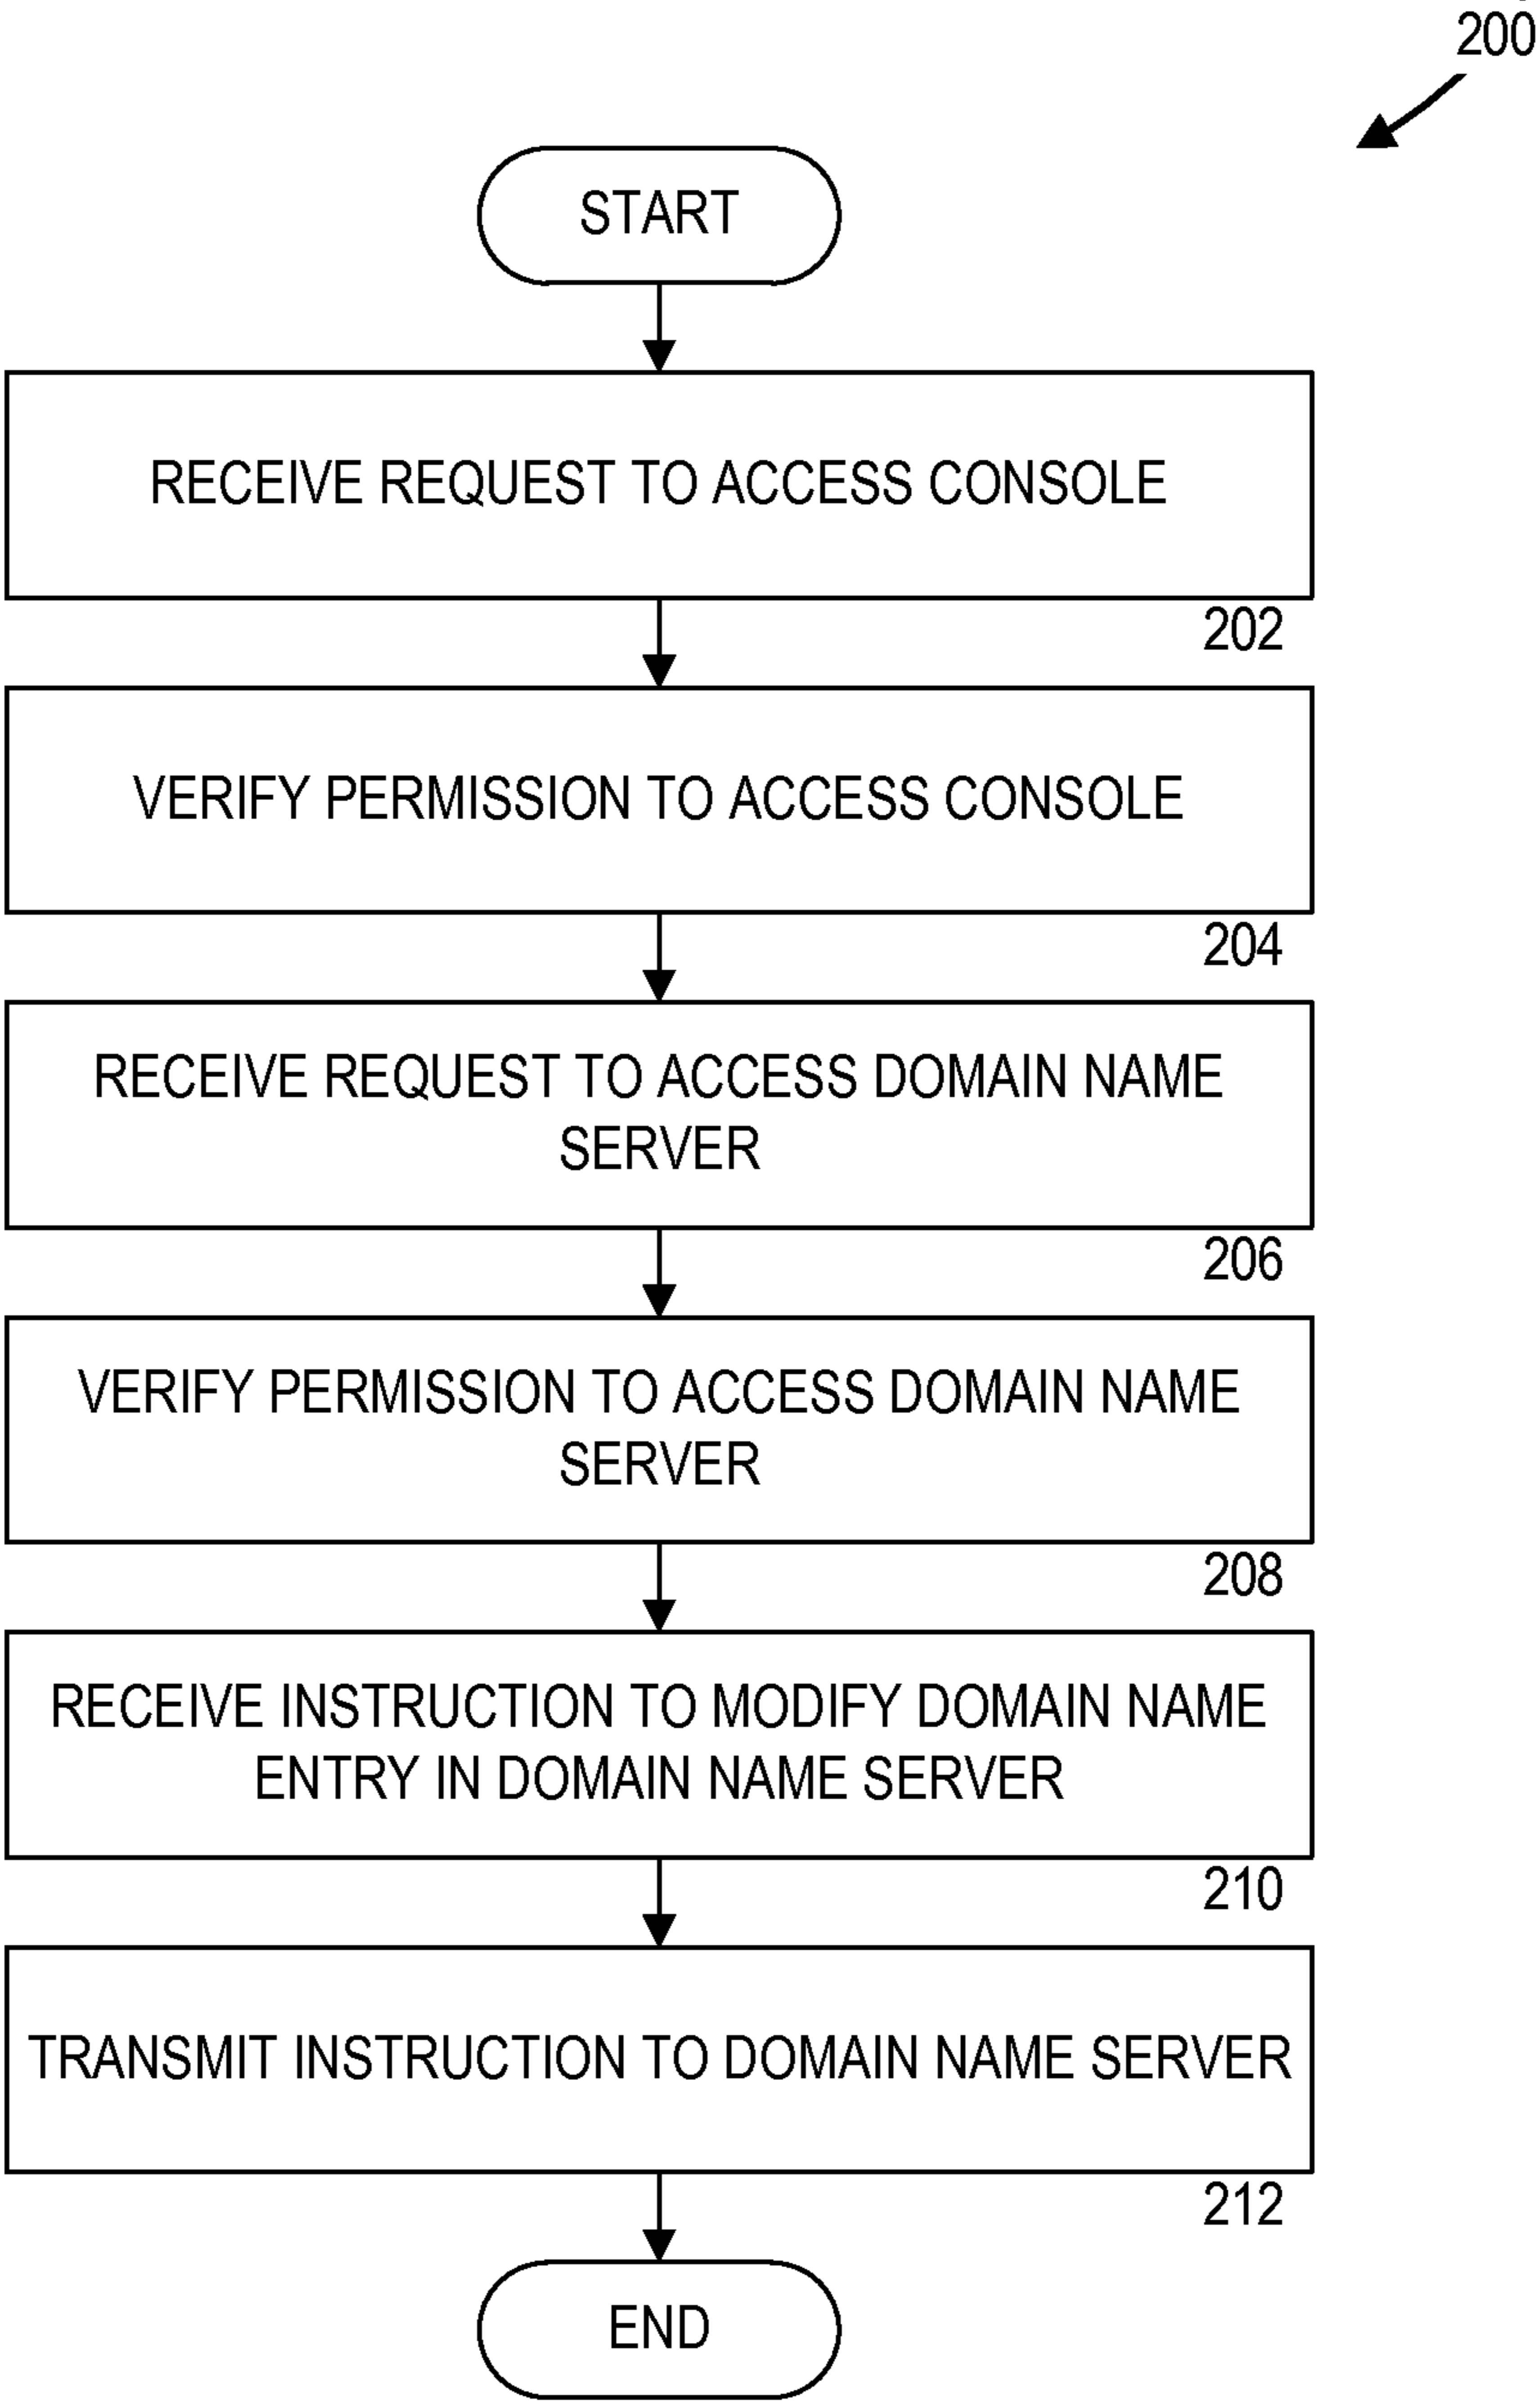 200
START
RECEIVE REQUEST TO ACCESS CONSOLE
202
VERIFY PERMISSION TO ACCESS CONSOLE
204
RECEIVE REQUEST TO ACCESS DOMAIN NAME
SERVER
206
VERIFY PERMISSION TO ACCESS DOMAIN NAME
SERVER
208
RECEIVE INSTRUCTION TO MODIFY DOMAIN NAME
ENTRY IN DOMAIN NAME SERVER
210
TRANSMIT INSTRUCTION TO DOMAIN NAME SERVER
212
END